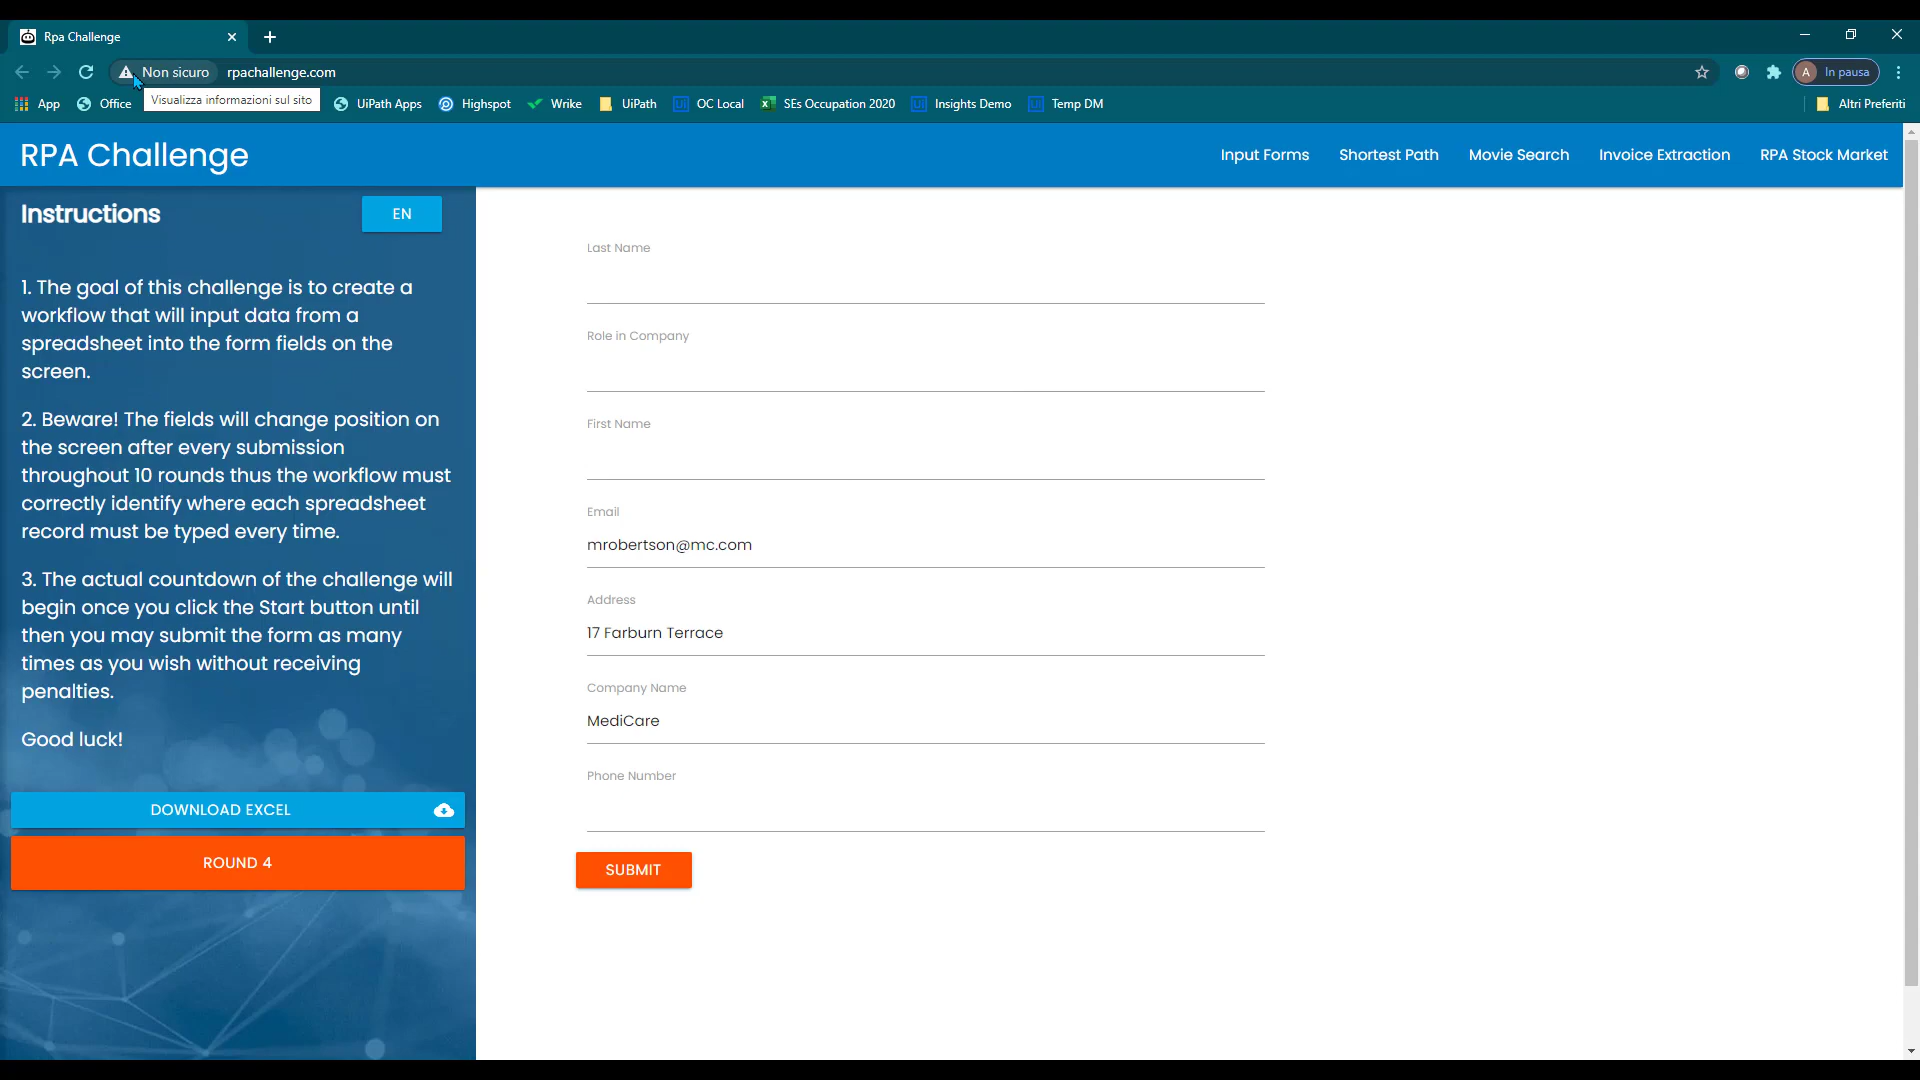 Rpa Challenge
Non sicuro
rpachallenge.com
In pausa
Visualizza informazioni sul sito
App
Office
UiPath Apps
Highspot
Wrike
UiPath
OC Local
SEs Occupation 2020
Insights Demo
Temp DM
Altri Preferiti
RPA Challenge
Input Forms
Shortest Path
Movie Search
Invoice Extraction
RPA Stock Market
Instructions
EN
1. The goal of this challenge is to create a
workflow that will input data from a
spreadsheet into the form fields on the
screen.
2. Beware! The fields will change position on
the screen after every submission
throughout 10 rounds thus the workflow must
correctly identify where each spreadsheet
record must be typed every time.
3. The actual countdown of the challenge will
begin once you click the Start button until
then you may submit the form as many
times as you wish without receiving
penalties.
Good luck!
DOWNLOAD EXCEL
ROUND 4
Last Name
Role in Company
First Name
Email
mrobertson@mc.com
Address
17 Farburn Terrace
Company Name
MediCare
Phone Number
SUBMIT